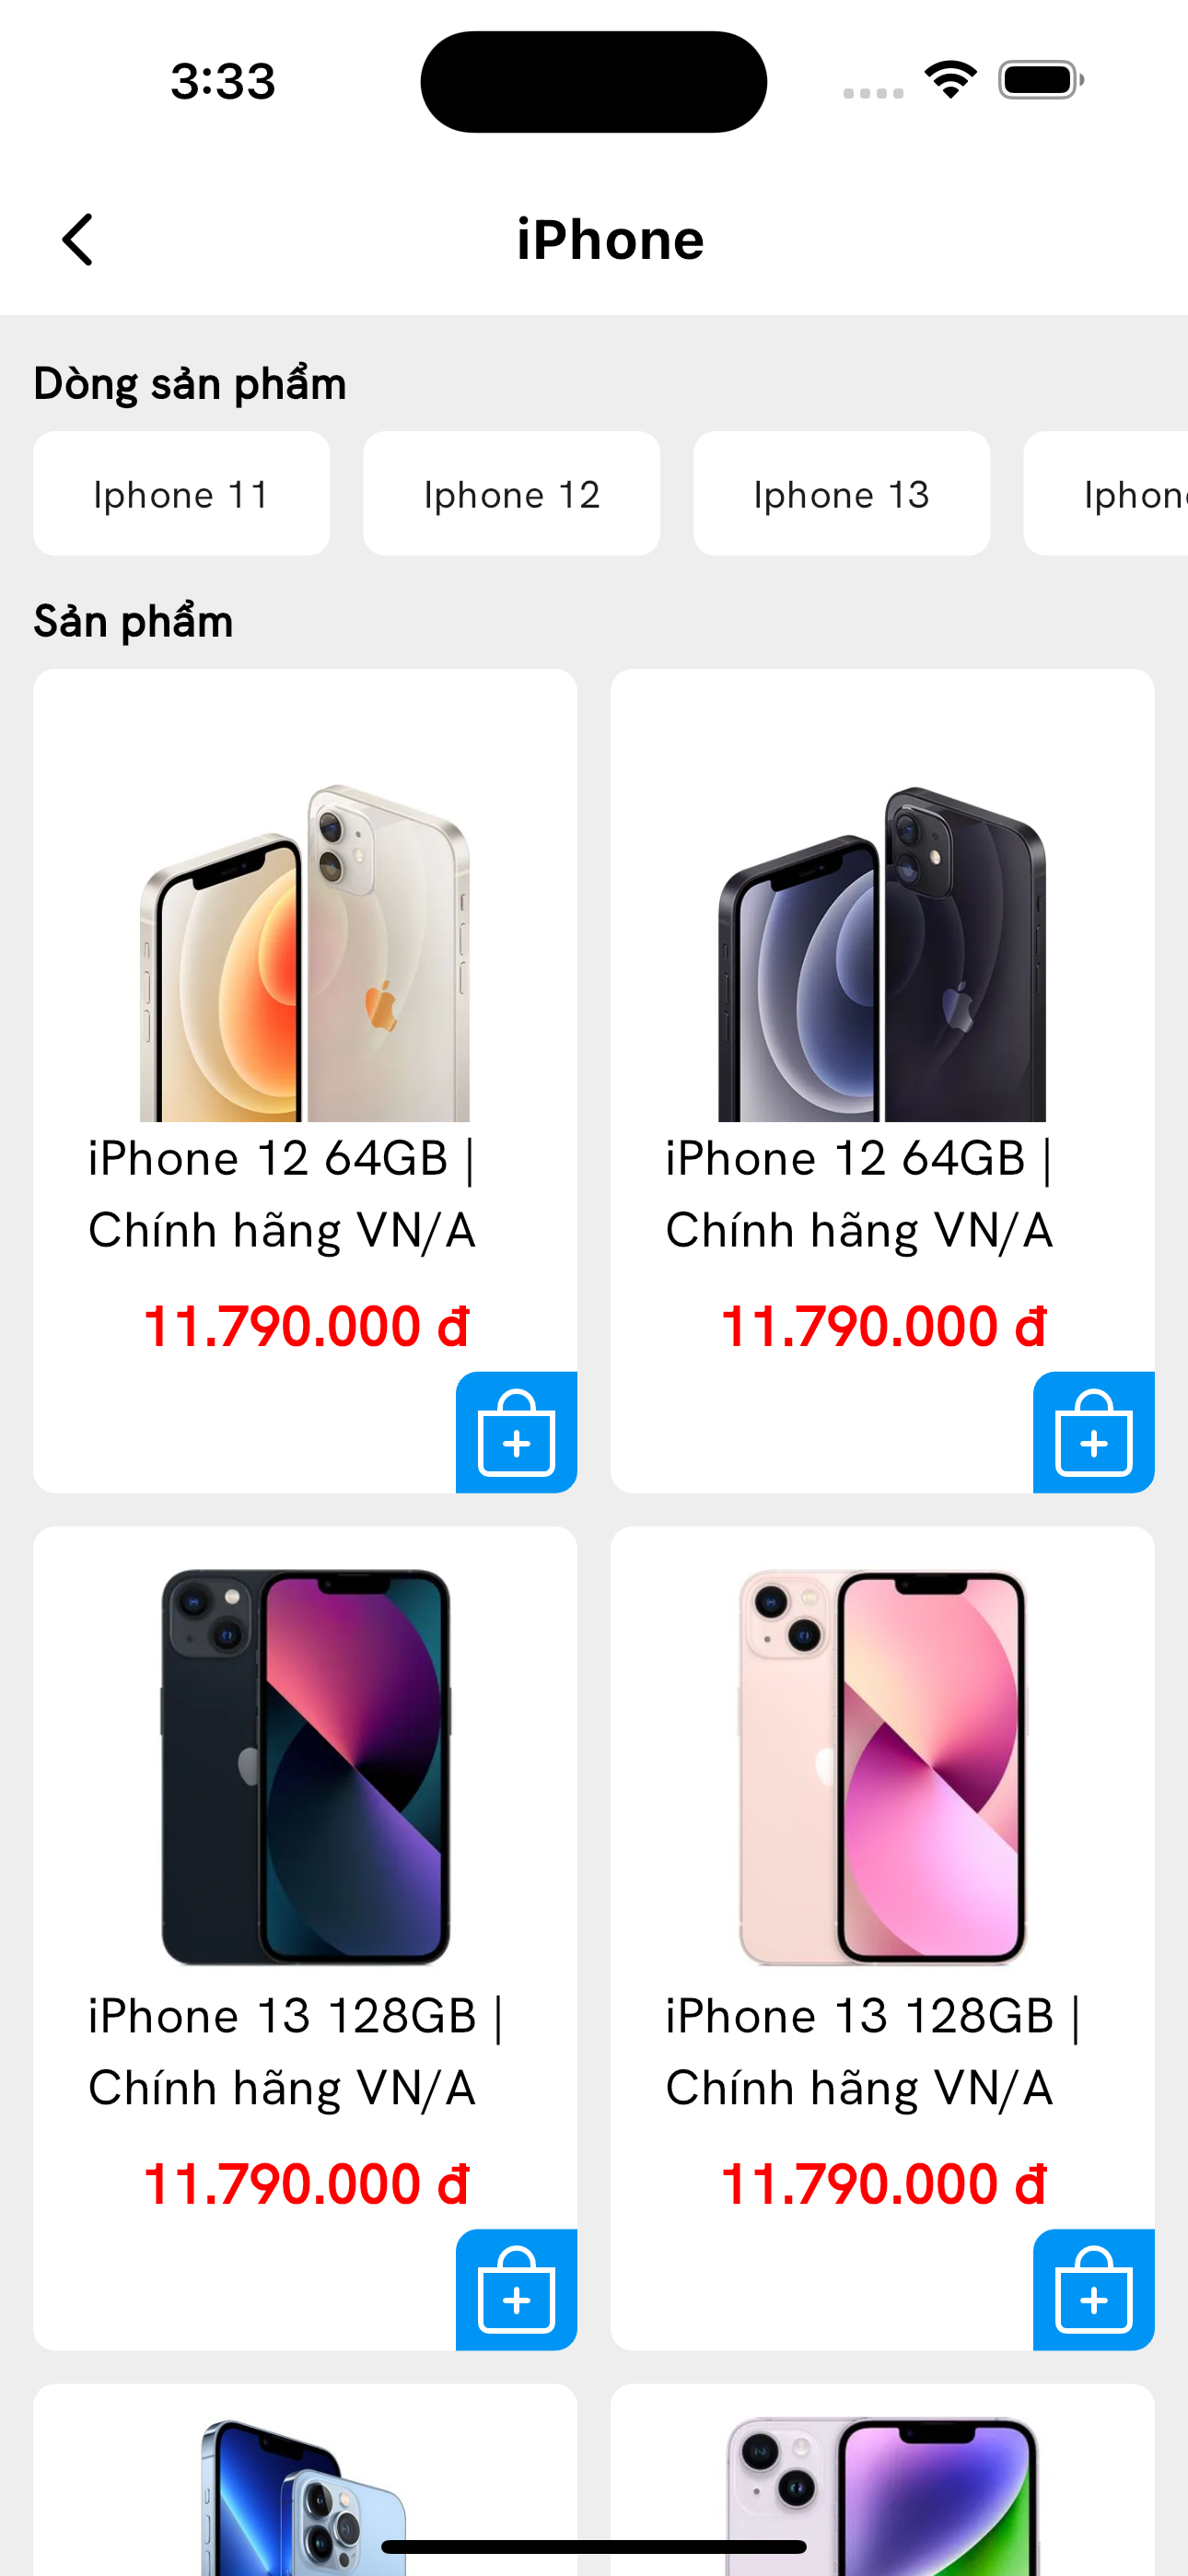 3:33
iPhone
Dòng sản phẩm
Iphone 11
Iphone 12
Iphone 13
Sản phẩm
iPhone 12 64GB |
Chính hãng VN/A
11.790.000 đ
iPhone 12 64GB |
Chính hãng VN/A
11.790.000 đ
iPhone 13 128GB |
Chính hãng VN/A
11.790.000 đ
iPhone 13 128GB |
Chính hãng VN/A
11.790.000 đ